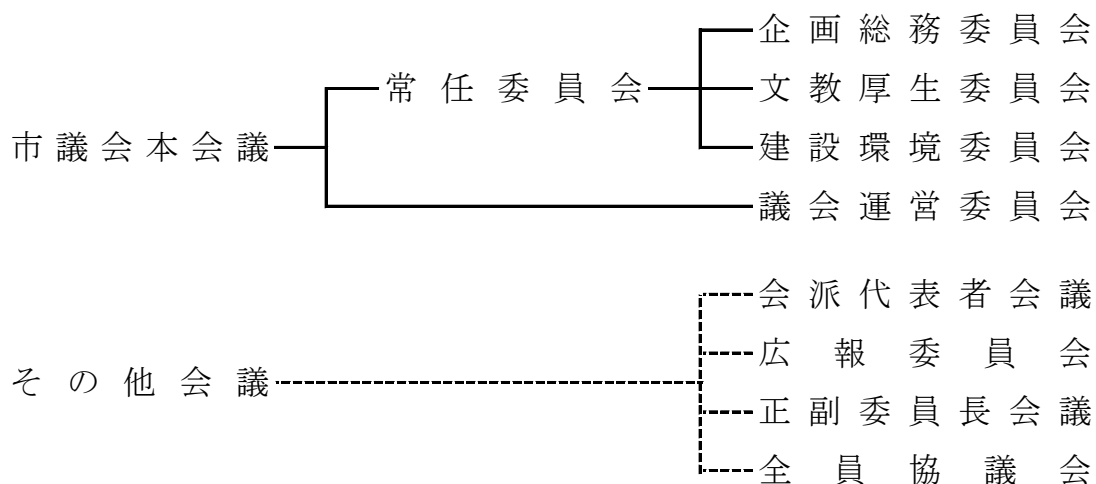 企画総務委員会
常任委員会
文教厚生委員会
市議会本会議
建設環境委員会
議会運営委員会
会派代表者会議
広報委員会
その他会議
正副委員長会議
全員協議会